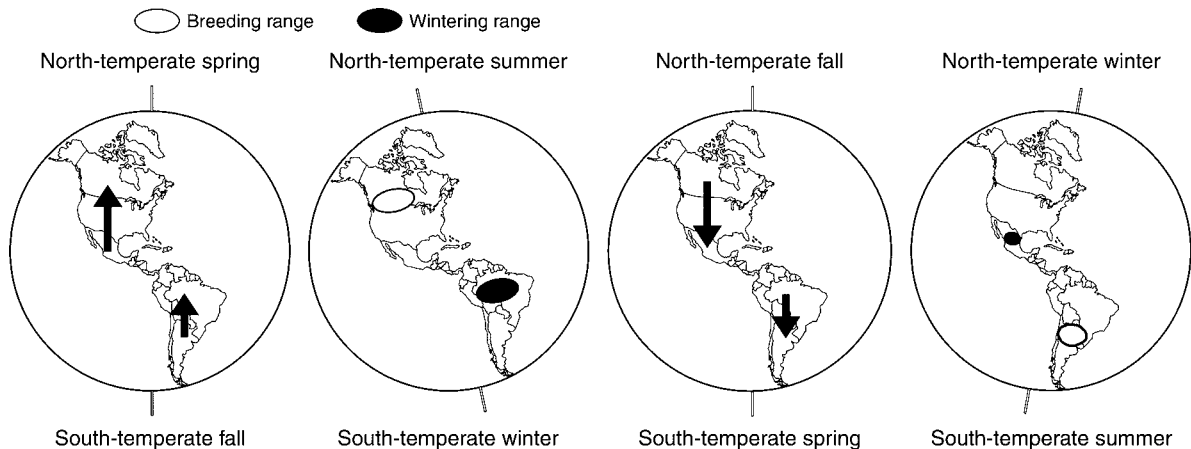 Breeding range
Wintering range
North-temperate spring
North-temperate summer
North-temperate fall
North-temperate winter
South-temperate fall
South-temperate winter
South-temperate spring
South-temperate summer